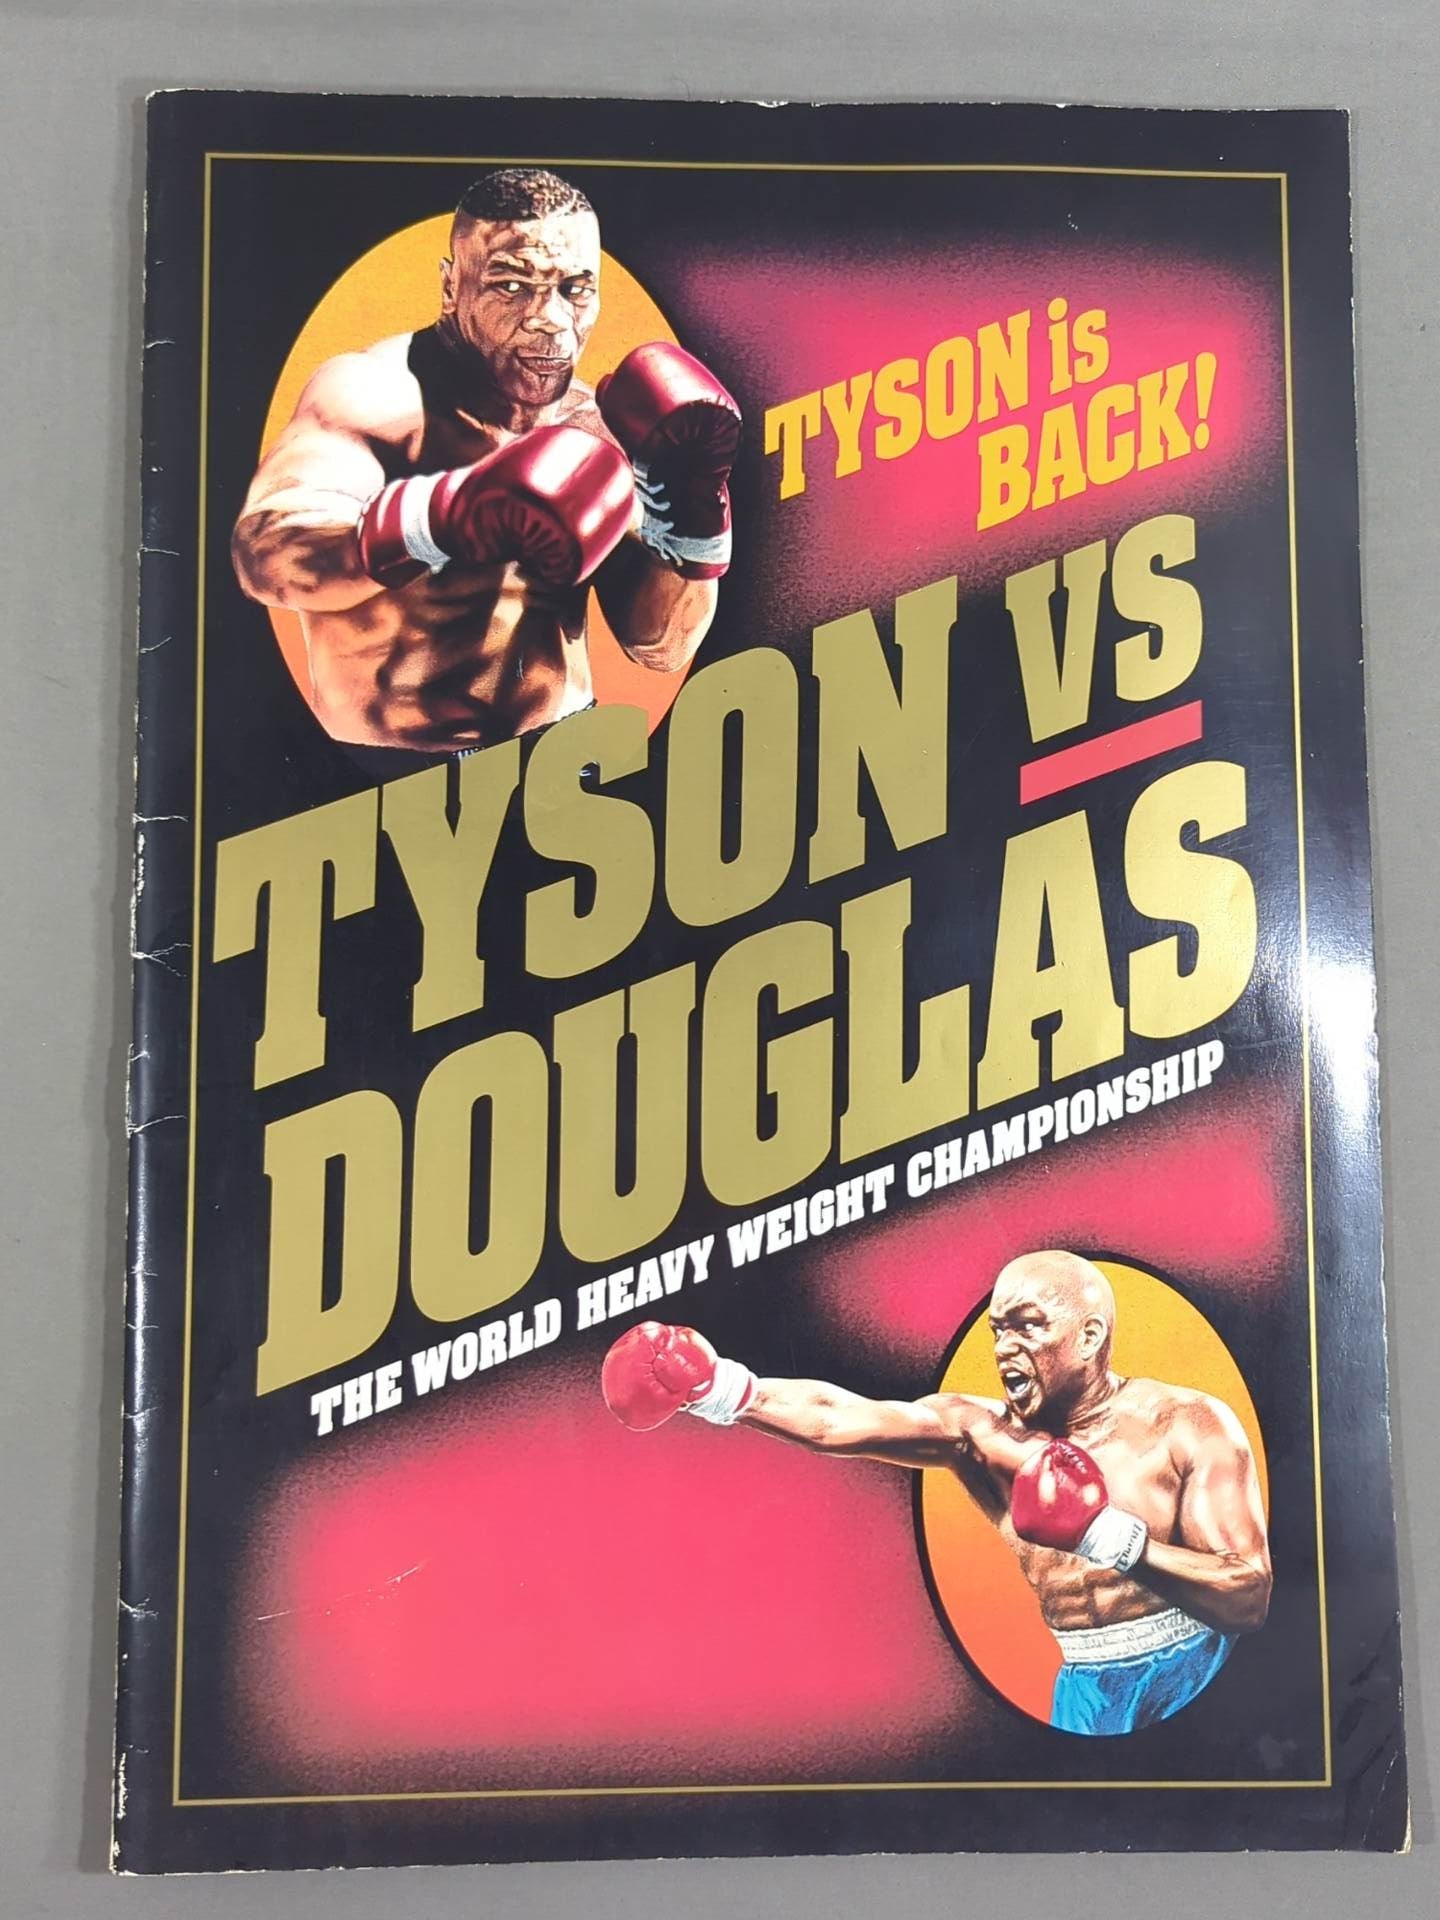 TYSON is
BACK!
TYSON VS
DOUGLAS
THE WORLD HEAVY WEIGHT CHAMPIONSHIP